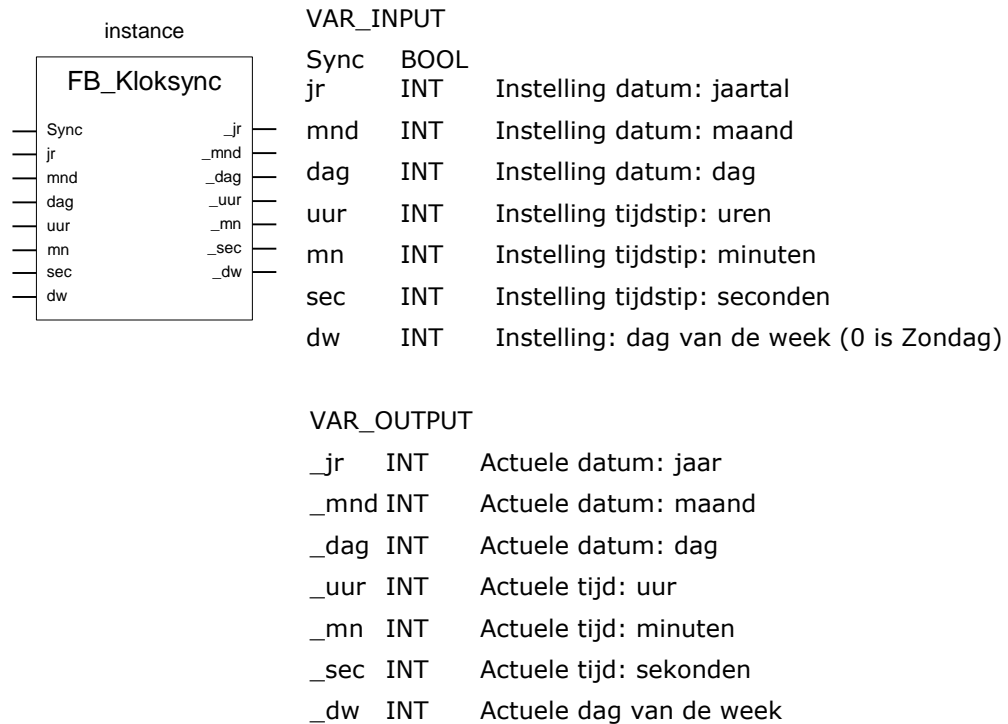 instance
FB_Kloksync
Sync _jr
jr _mnd
mnd _dag
dag _uur
uur _mn
mn _sec
sec _dw
dw
VAR_INPUT
Sync BOOL
jr INT Instelling datum: jaartal
mnd INT Instelling datum: maand
dag INT Instelling datum: dag
uur INT Instelling tijdstip: uren
mn INT Instelling tijdstip: minuten
sec INT Instelling tijdstip: seconden
dw INT Instelling: dag van de week (0 is Zondag)
VAR_OUTPUT
_jr INT Actuele datum: jaar
_mnd INT Actuele datum: maand
_dag INT Actuele datum: dag
_uur INT Actuele tijd: uur
_mn INT Actuele tijd: minuten
_sec INT Actuele tijd: sekonden
_dw INT Actuele dag van de week